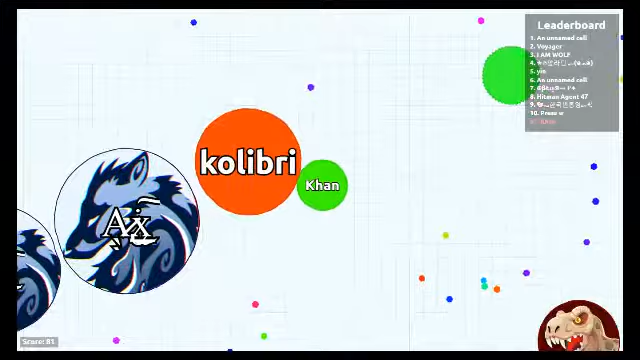 Leaderboard
1. An unnamed cell
2. Voyager
3. I AM WOLF
5. yin
6. An unnamed cell
8. Hitman Agent 47
10. Press w
kolibri
Khan
Score: 81